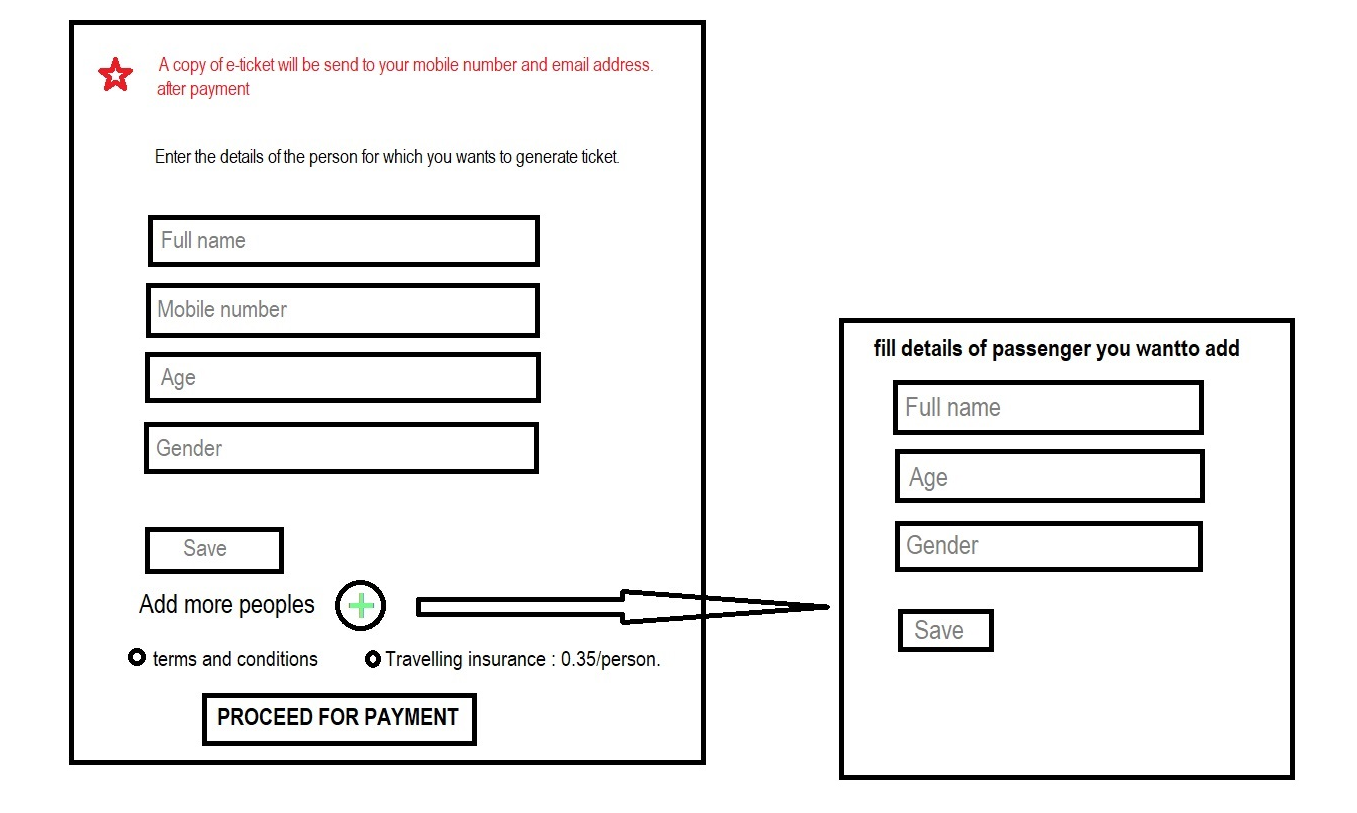 A copy of e-ticket will be send to your mobile number and email address.
after payment
Enter the details of the person for which you wants to generate ticket.
Full name
Mobile number
Age
Gender
Save
Add more peoples
terms and conditions
Travelling insurance : 0.35/person.
PROCEED FOR PAYMENT
fill details of passenger you wantto add
Full name
Age
Gender
Save